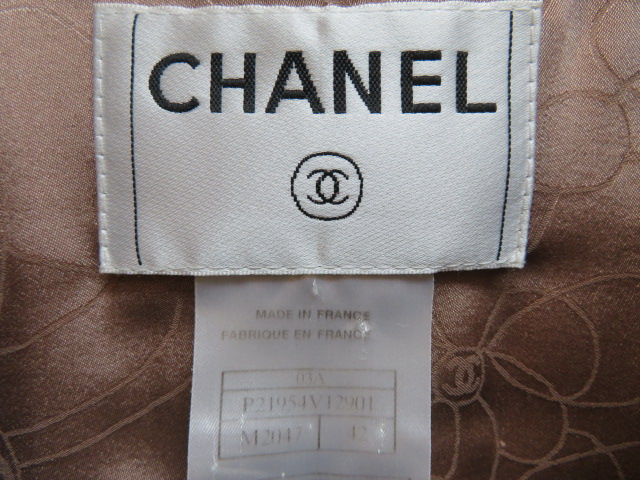 CHANEL
MADE IN FRANCE
FABRIQUE EN FRANCE
03A
P21954V12901
M2047 42